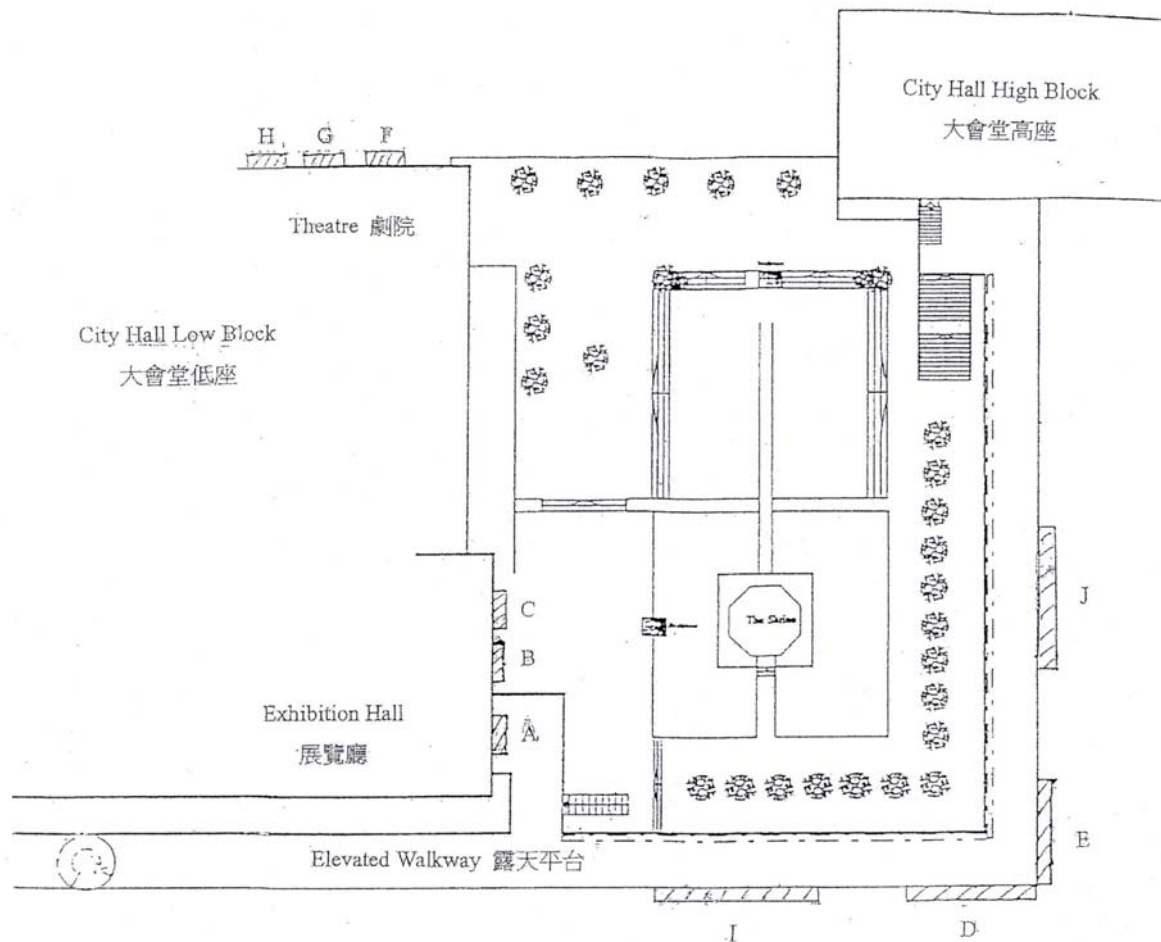 City Hall High Block
大會堂高座
H G F
Theatre 劇院
City Hall Low Block
大會堂低座
C
The Shrine
J
B
Exhibition Hall
A
展覽廳
E
Elevated Walkway 露天平台
I
D